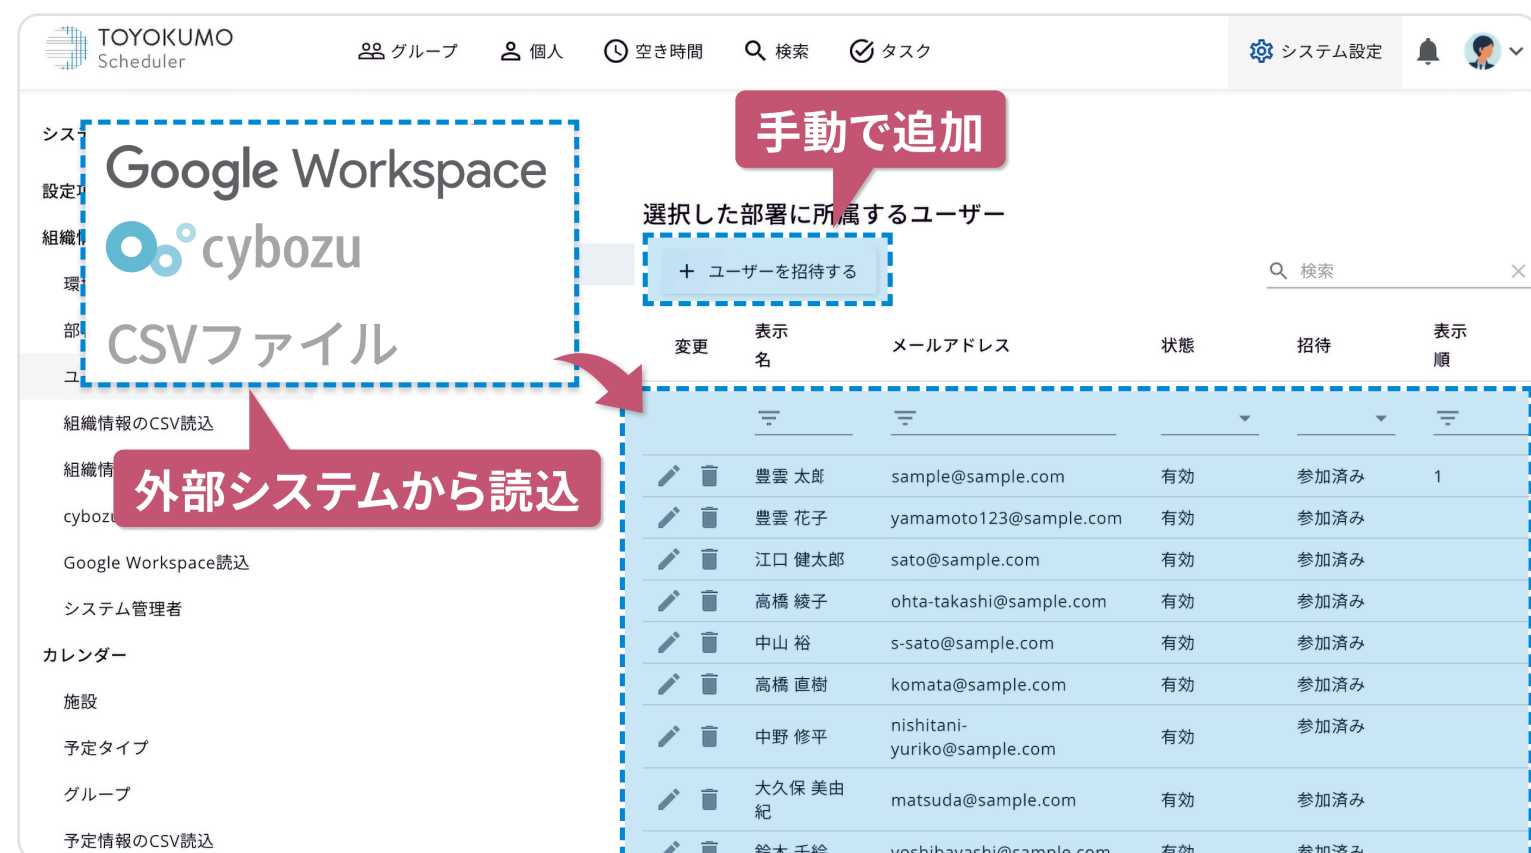 TOYOKUMO
Scheduler
グループ
個人
空き時間
検索
タスク
システム設定
手動で追加
Google Workspace
cybozu
CSVファイル
外部システムから読込
組織情報のCSV読込
Google Workspace読込
システム管理者
カレンダー
施設
予定タイプ
グループ
予定情報のCSV読込
選択した部署に所属するユーザー
+ ユーザーを招待する
検索
変更 表示名 メールアドレス 状態 招待 表示順
豊雲 太郎 sample@sample.com 有効 参加済み 1
豊雲 花子 yamamoto123@sample.com 有効 参加済み
江口 健太郎 sato@sample.com 有効 参加済み
高橋 綾子 ohta-takashi@sample.com 有効 参加済み
中山 裕 s-sato@sample.com 有効 参加済み
高橋 直樹 komata@sample.com 有効 参加済み
中野 修平 nishitani-yuriko@sample.com 有効 参加済み
大久保 美由紀 matsuda@sample.com 有効 参加済み
鈴木 千絵 yoshibayashi@sample.com 有効 参加済み